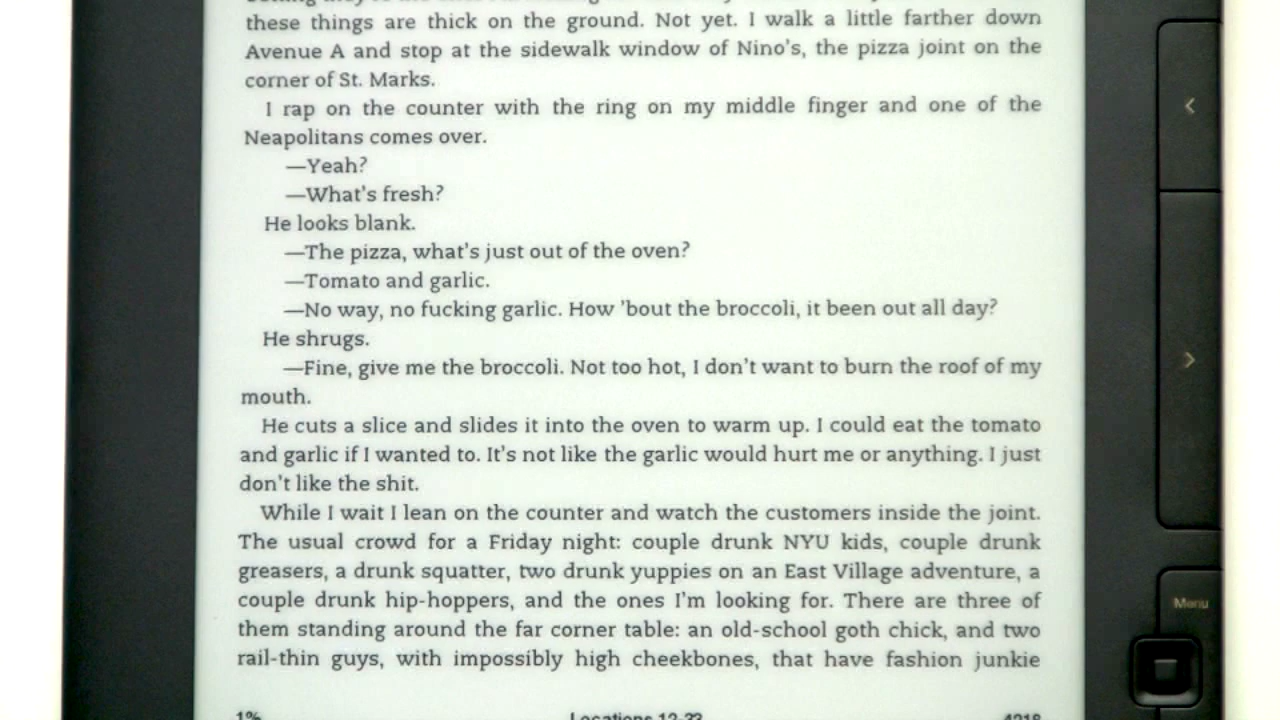 these things are thick on the ground. Not yet. I walk a little farther down
Avenue A and stop at the sidewalk window of Nino's, the pizza joint on the
corner of St. Marks.
I rap on the counter with the ring on my middle finger and one of the
Neapolitans comes over.
—Yeah?
—What's fresh?
He looks blank.
—The pizza, what's just out of the oven?
—Tomato and garlic.
—No way, no fucking garlic. How 'bout the broccoli, it been out all day?
He shrugs.
—Fine, give me the broccoli. Not too hot, I don't want to burn the roof of my
mouth.
He cuts a slice and slides it into the oven to warm up. I could eat the tomato
and garlic if I wanted to. It's not like the garlic would hurt me or anything. I just
don't like the shit.
While I wait I lean on the counter and watch the customers inside the joint.
The usual crowd for a Friday night: couple drunk NYU kids, couple drunk
greasers, a drunk squatter, two drunk yuppies on an East Village adventure, a
couple drunk hip-hoppers, and the ones I'm looking for. There are three of
them standing around the far corner table: an old-school goth chick, and two
rail-thin guys, with impossibly high cheekbones, that have fashion junkie
1% Locations 12-22 4218
Menu